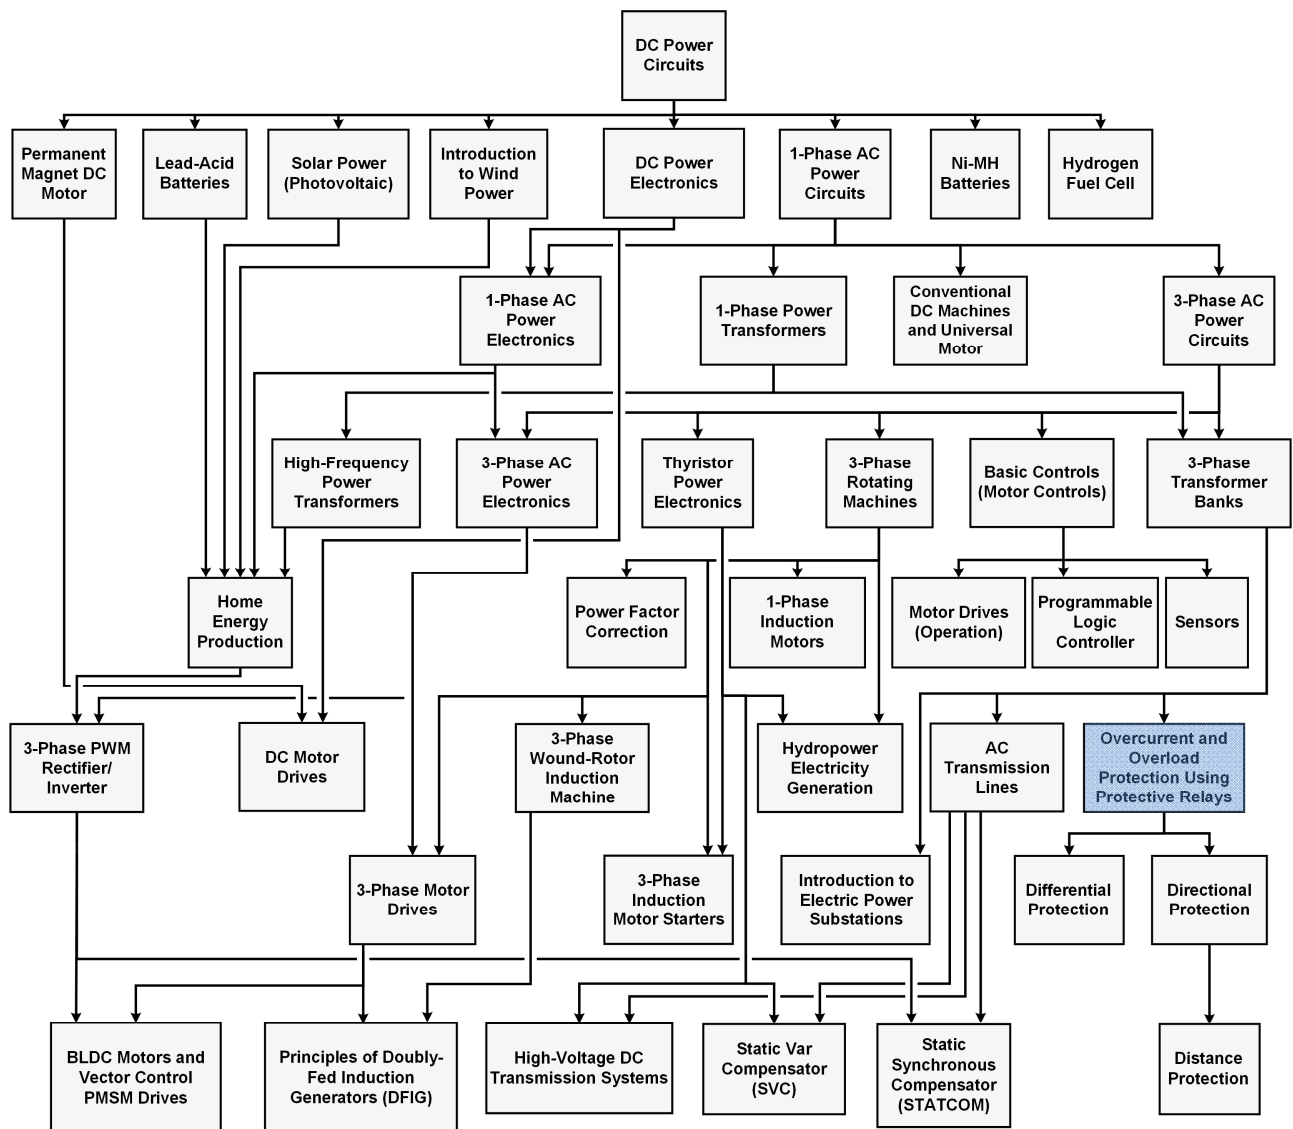 DC Power
Circuits
Permanent
Magnet DC
Motor
Lead-Acid
Batteries
Solar Power
(Photovoltaic)
Introduction
to Wind
Power
DC Power
Electronics
1-Phase AC
Power
Circuits
Ni-MH
Batteries
Hydrogen
Fuel Cell
1-Phase AC
Power
Electronics
1-Phase Power
Transformers
Conventional
DC Machines
and Universal
Motor
3-Phase AC
Power
Circuits
High-Frequency
Power
Transformers
3-Phase AC
Power
Electronics
Thyristor
Power
Electronics
3-Phase
Rotating
Machines
Basic Controls
(Motor Controls)
3-Phase
Transformer
Banks
Home
Energy
Production
Power Factor
Correction
1-Phase
Induction
Motors
Motor Drives
(Operation)
Programmable
Logic
Controller
Sensors
3-Phase PWM
Rectifier/
Inverter
DC Motor
Drives
3-Phase
Wound-Rotor
Induction
Machine
Hydropower
Electricity
Generation
AC
Transmission
Lines
Overcurrent and
Overload
Protection Using
Protective Relays
3-Phase Motor
Drives
3-Phase
Induction
Motor Starters
Introduction to
Electric Power
Substations
Differential
Protection
Directional
Protection
BLDC Motors and
Vector Control
PMSM Drives
Principles of Doubly-
Fed Induction
Generators (DFIG)
High-Voltage DC
Transmission Systems
Static Var
Compensator
(SVC)
Static
Synchronous
Compensator
(STATCOM)
Distance
Protection